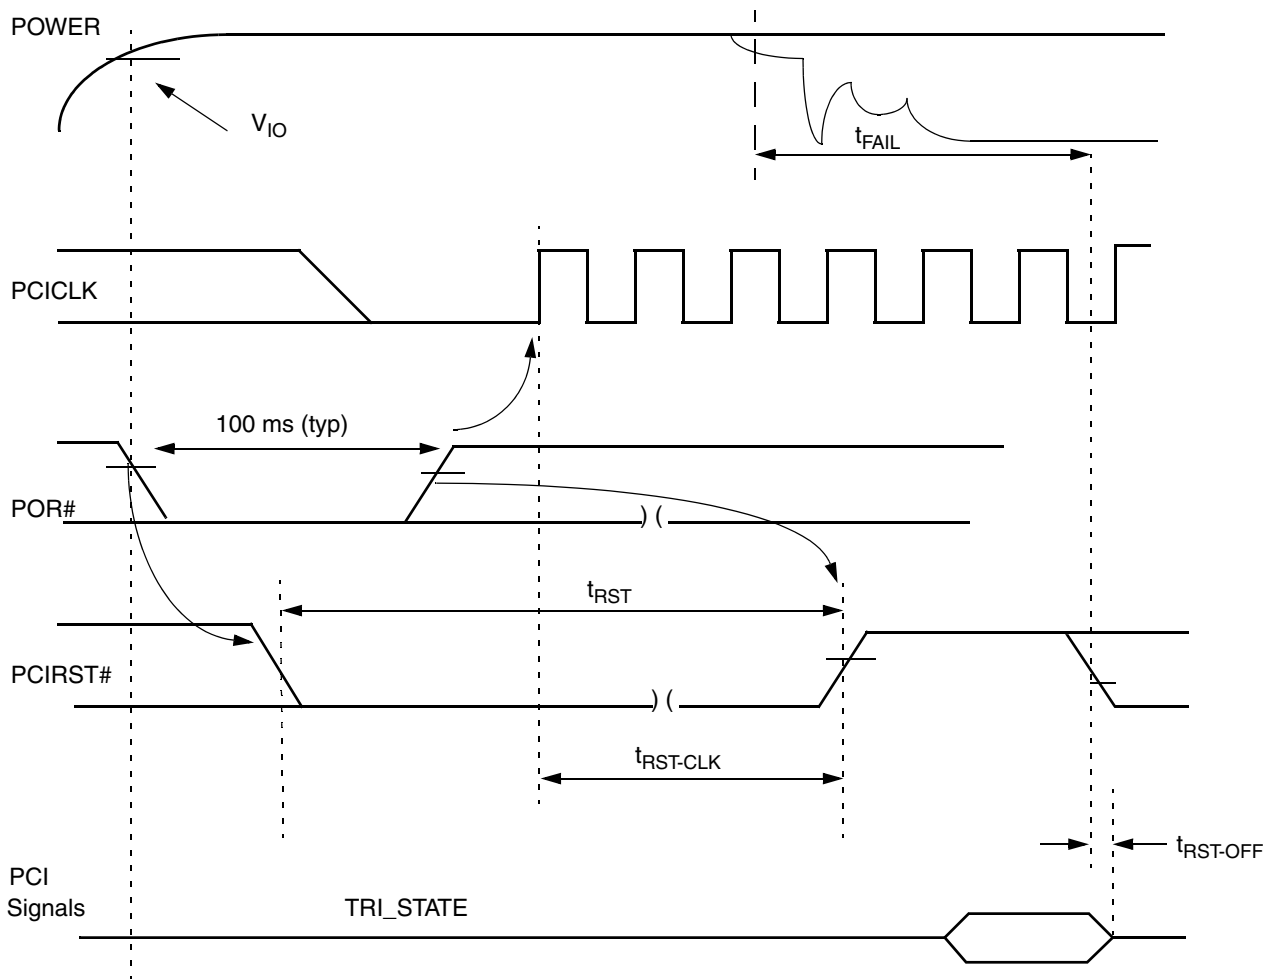 POWER
VIO
tFAIL
PCICLK
100 ms (typ)
POR#
) (
tRST
PCIRST#
) (
tRST-CLK
tRST-OFF
PCI
Signals
TRI_STATE